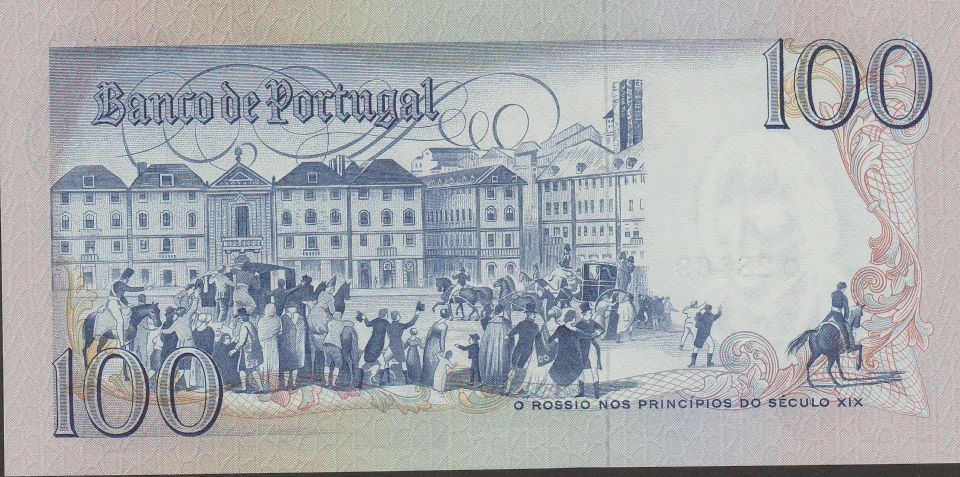 Banco de Portugal
100
100
O ROSSIO NOS PRINCÍPIOS DO SÉCULO XIX